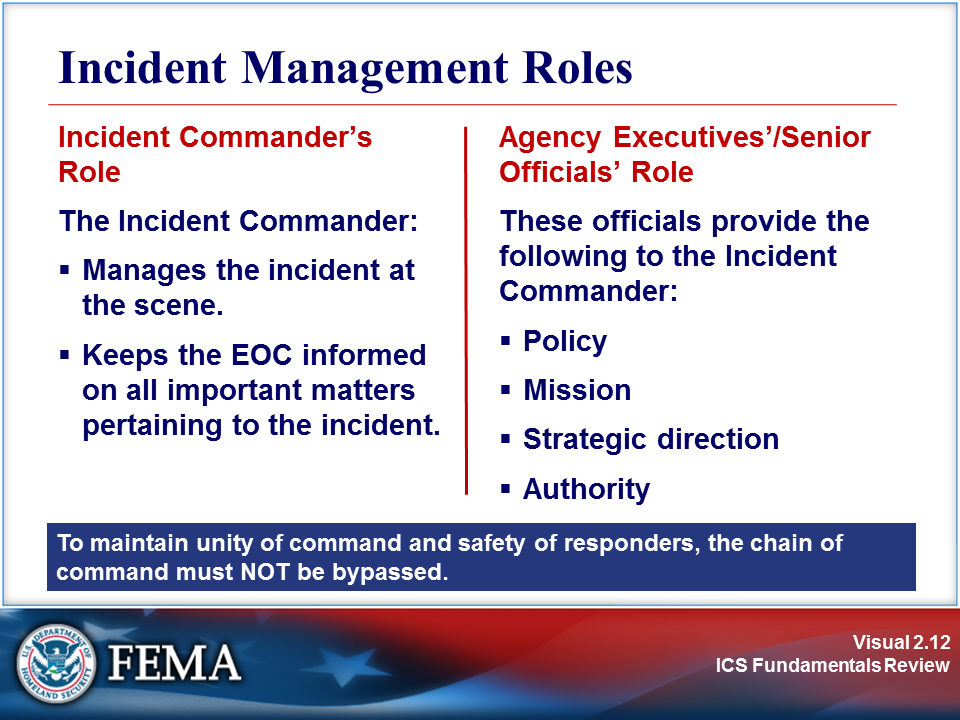 Incident Management Roles
Incident Commander’s
Role
The Incident Commander:
▪ Manages the incident at
the scene.
▪ Keeps the EOC informed
on all important matters
pertaining to the incident.
Agency Executives’/Senior
Officials’ Role
These officials provide the
following to the Incident
Commander:
▪ Policy
▪ Mission
▪ Strategic direction
▪ Authority
To maintain unity of command and safety of responders, the chain of
command must NOT be bypassed.
U.S. DEPARTMENT OF
HOMELAND SECURITY
FEMA
Visual 2.12
ICS Fundamentals Review